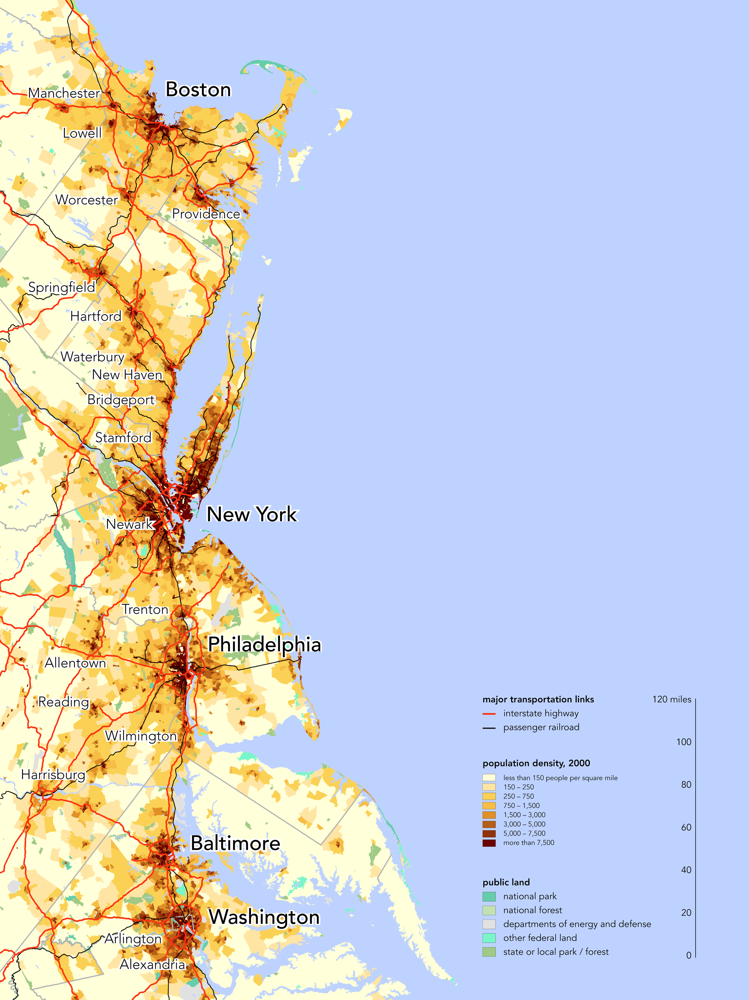 Boston
Manchester
Lowell
Worcester
Providence
Springfield
Hartford
Waterbury
New Haven
Bridgeport
Stamford
New York
Newark
Trenton
Philadelphia
Allentown
Reading
Wilmington
Harrisburg
Baltimore
Washington
Arlington
Alexandria
major transportation links
interstate highway
passenger railroad
population density, 2000
less than 150 people per square mile
150 – 250
250 – 750
750 – 1,500
1,500 – 3,000
3,000 – 5,000
5,000 – 7,500
more than 7,500
public land
national park
national forest
departments of energy and defense
other federal land
state or local park / forest
120 miles
100
80
60
40
20
0